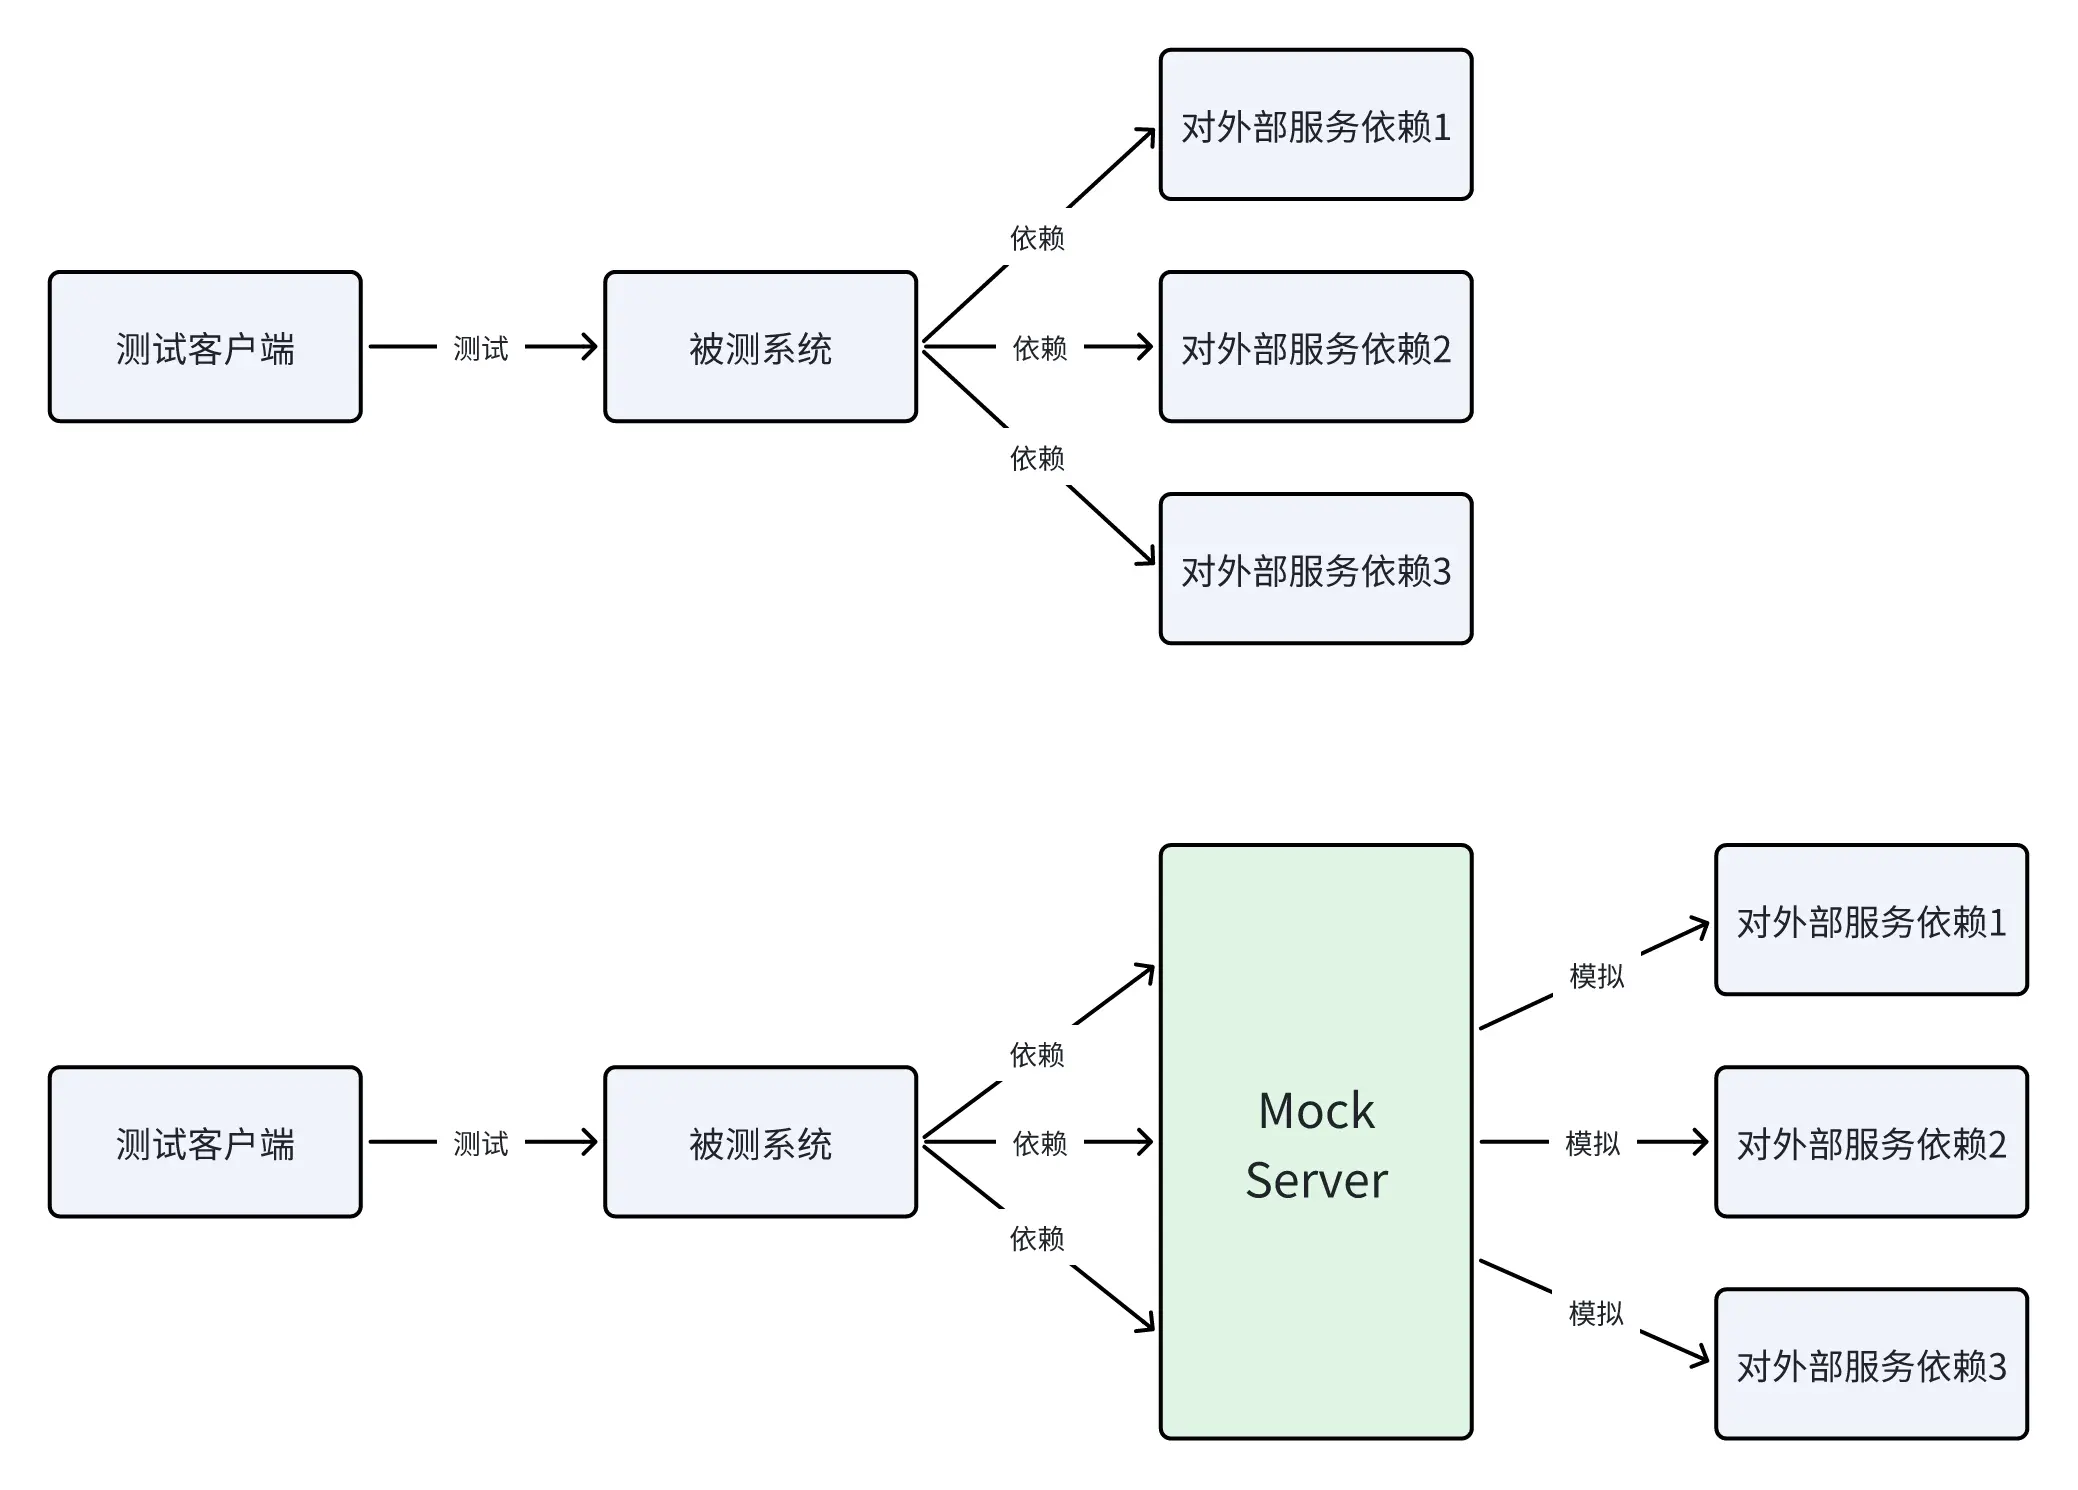 对外部服务依赖1
依赖
测试客户端
测试
被测系统
依赖
对外部服务依赖2
依赖
对外部服务依赖3
对外部服务依赖1
模拟
依赖
Mock
Server
测试客户端
测试
被测系统
依赖
模拟
对外部服务依赖2
依赖
模拟
对外部服务依赖3